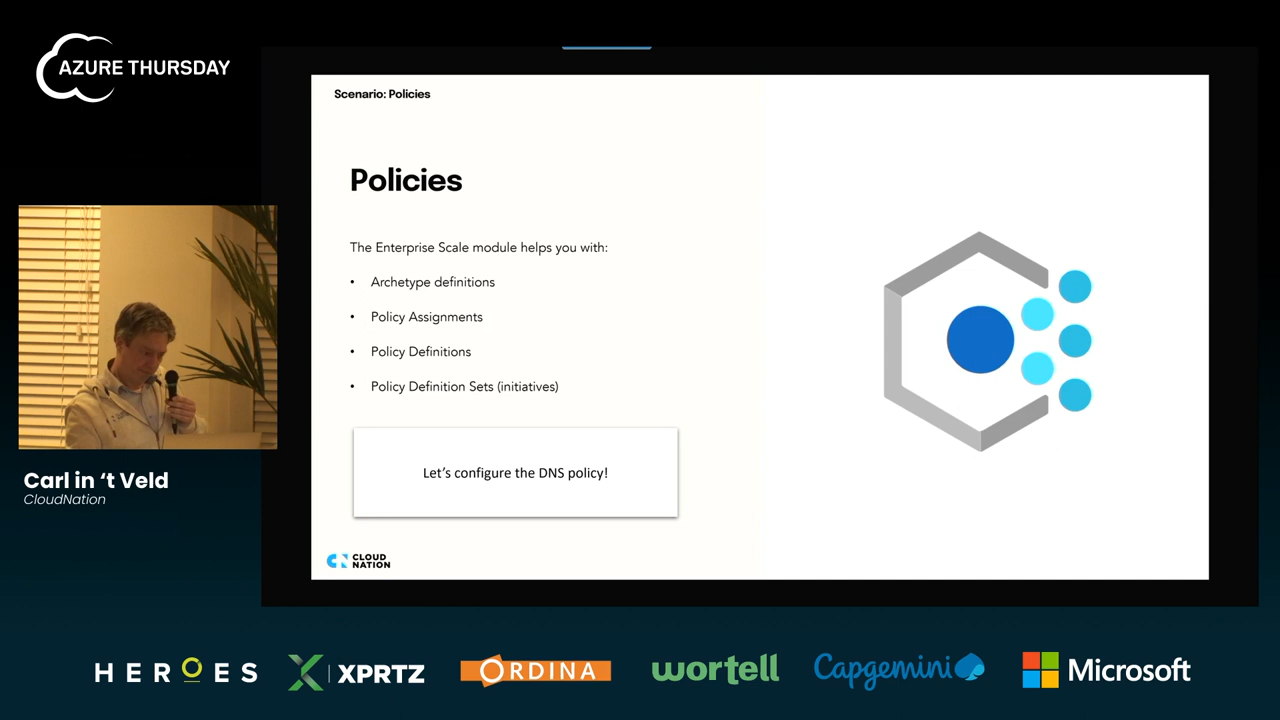 AZURE THURSDAY
Scenario: Policies
Policies
The Enterprise Scale module helps you with:
• Archetype definitions
• Policy Assignments
• Policy Definitions
• Policy Definition Sets (initiatives)
Let's configure the DNS policy!
CLOUD
NATION
Carl in ‘t Veld
CloudNation
HEROES
XPRTZ
ORDINA
wortell
Capgemini
Microsoft